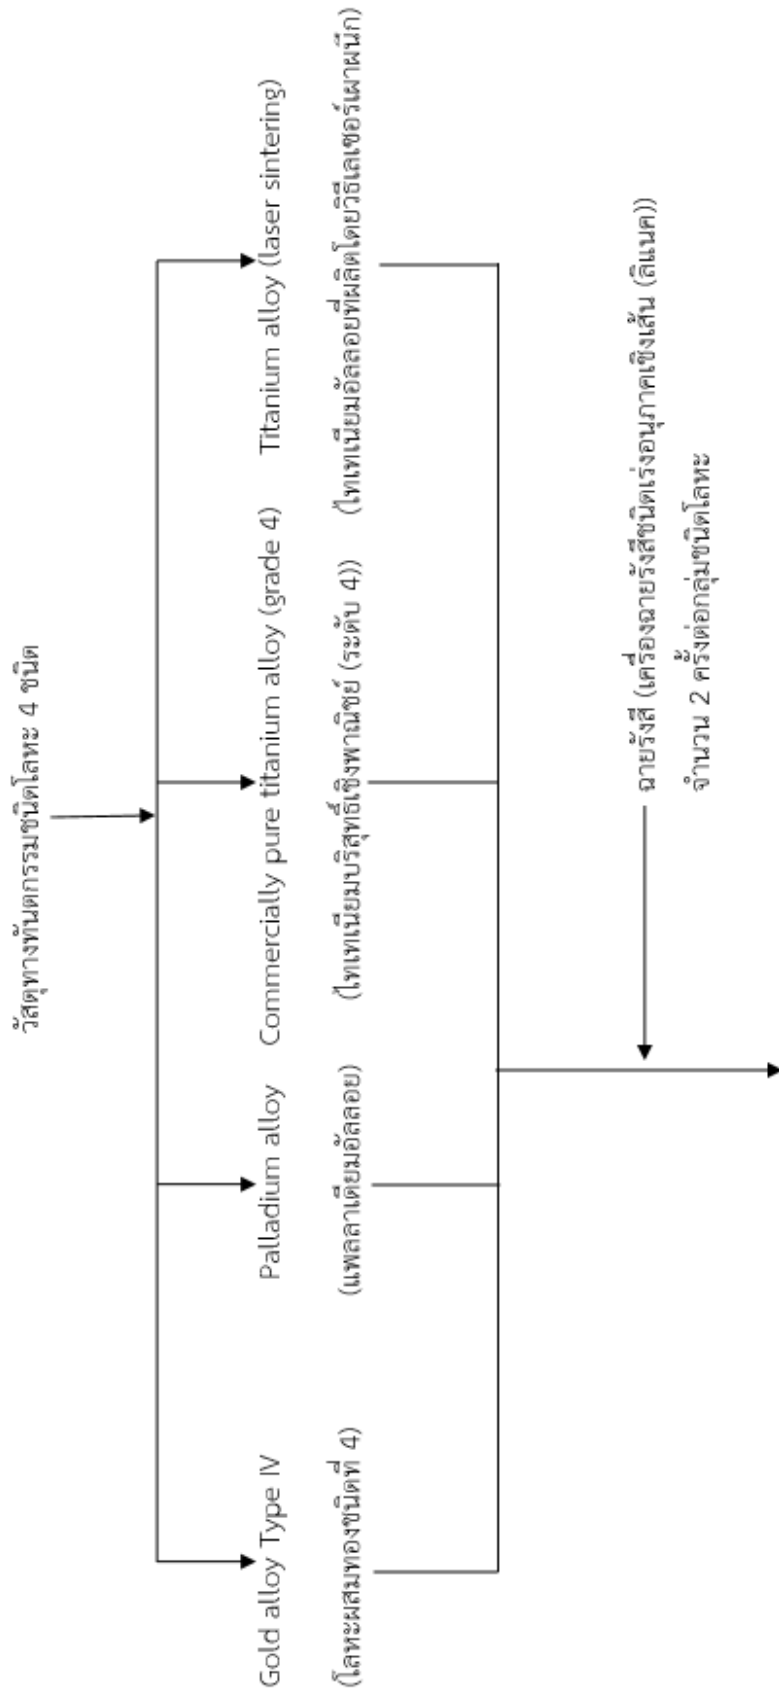 วัสดุทางทันตกรรมชนิดโลหะ 4 ชนิด
Gold alloy Type IV
(โลหะผสมทองชนิดที่ 4)
Palladium alloy
(แพลลาเดียมอัลลอย)
Commercially pure titanium alloy (grade 4)
(ไทเทเนียมบริสุทธิ์เชิงพาณิชย์ (ระดับ 4))
Titanium alloy (laser sintering)
(ไทเทเนียมอัลลอยที่ผลิตโดยวิธีเลเซอร์เผาผนึก)
ฉายรังสี (เครื่องฉายรังสีชนิดเร่งอนุภาคเชิงเส้น (ลิแนค))
จำนวน 2 ครั้งต่อกลุ่มชนิดโลหะ